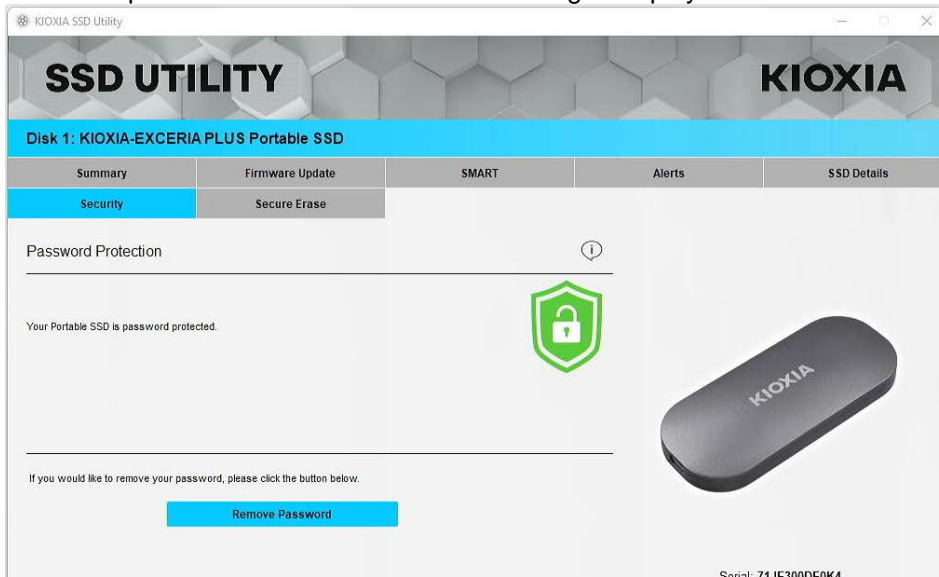 KIOXIA SSD Utility
SSD UTILITY
KIOXIA
Disk 1: KIOXIA-EXCERIA PLUS Portable SSD
Summary Firmware Update SMART Alerts SSD Details
Security Secure Erase
Password Protection
Your Portable SSD is password protected.
KIOXIA
If you would like to remove your password, please click the button below.
Remove Password
Serial: